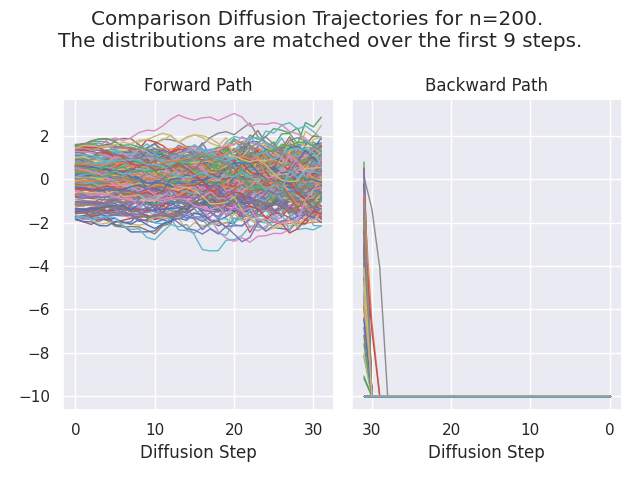 Comparison Diffusion Trajectories for n=200.
The distributions are matched over the first 9 steps.
Forward Path
Backward Path
2
0
−2
−4
−6
−8
−10
0 10 20 30
30 20 10 0
Diffusion Step
Diffusion Step